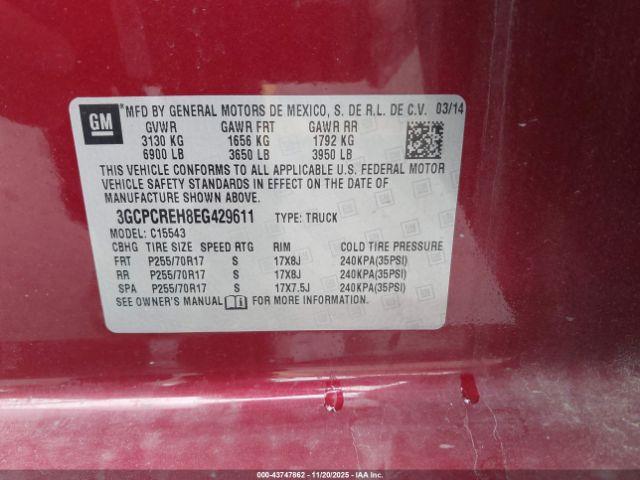 GM
®MFD BY GENERAL MOTORS DE MEXICO, S. DE R.L. DE C.V. 03/14
GVWR GAWR FRT GAWR RR
3130 KG 1656 KG 1792 KG
6900 LB 3650 LB 3950 LB
THIS VEHICLE CONFORMS TO ALL APPLICABLE U.S. FEDERAL MOTOR
VEHICLE SAFETY STANDARDS IN EFFECT ON THE DATE OF
MANUFACTURE SHOWN ABOVE.
3GCPCREH8EG429611 TYPE: TRUCK
MODEL: C15543
CBHG TIRE SIZE SPEED RTG RIM COLD TIRE PRESSURE
FRT P255/70R17 S 17X8J 240KPA(35PSI)
RR P255/70R17 S 17X8J 240KPA(35PSI)
SPA P255/70R17 S 17X7.5J 240KPA(35PSI)
SEE OWNER'S MANUAL FOR MORE INFORMATION.
000-43747862 - 11/20/2025 - IAA Inc.